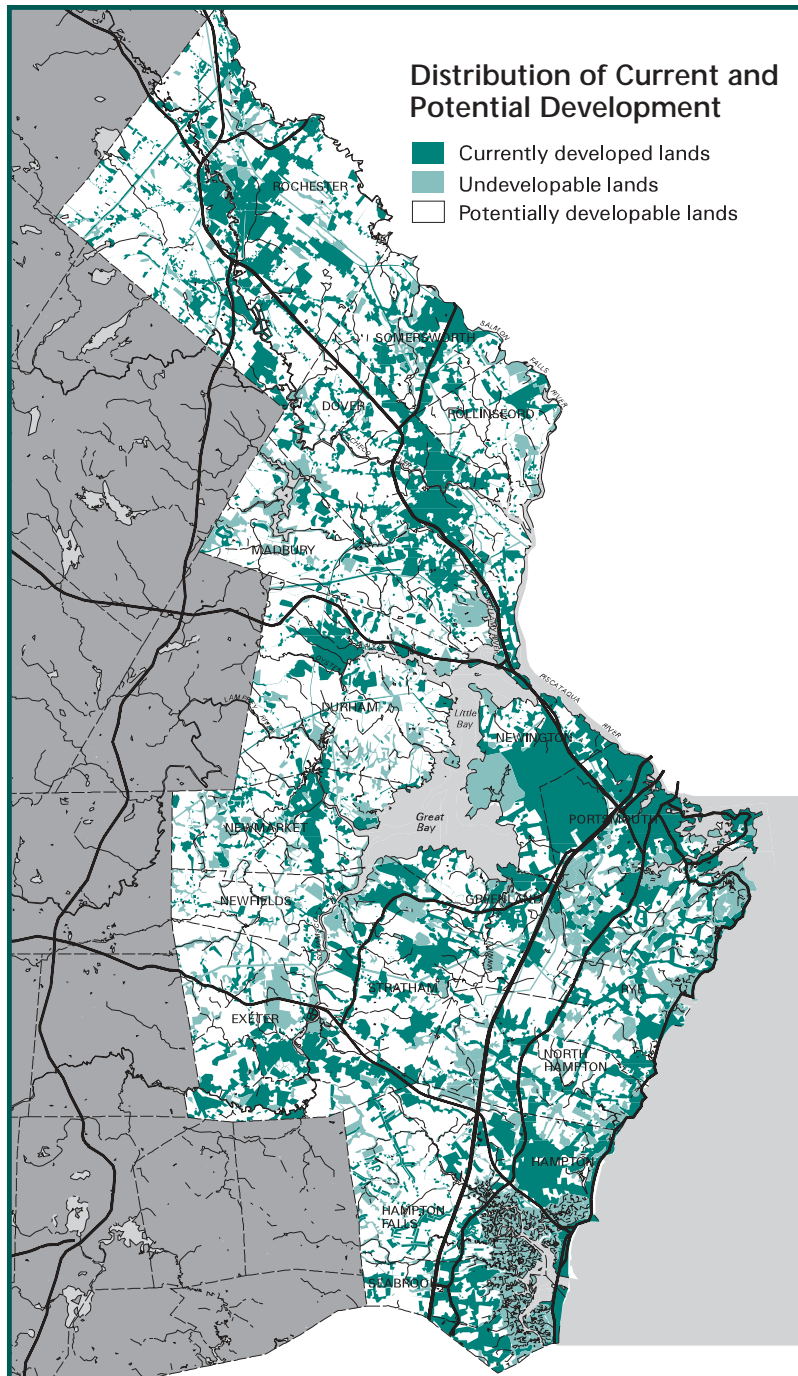 Distribution of Current and
Potential Development
Currently developed lands
Undevelopable lands
Potentially developable lands
ROCHESTER
SALMON
FALLS
RIVER
SOMERSWORTH
DOVER
ROLLINSFORD
MADBURY
LAMPREY
RIVER
DURHAM
Little
Bay
PISCATAQUA
RIVER
NEWINGTON
Great
Bay
PORTSMOUTH
NEWMARKET
NEWFIELDS
GREENLAND
STRATHAM
RYE
EXETER
NORTH
HAMPTON
HAMPTON
HAMPTON
FALLS
SEABROOK